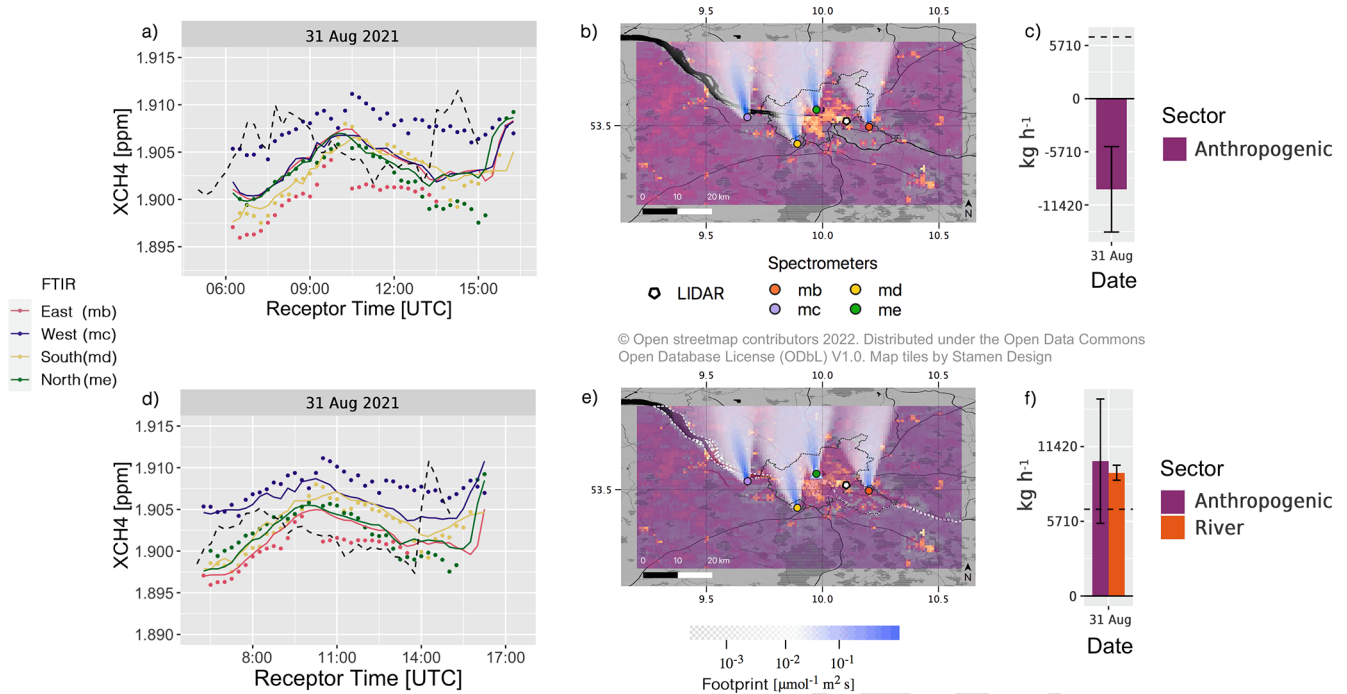 a)
31 Aug 2021
1.915
1.910
1.905
1.900
1.895
XCH4 [ppm]
06:00 09:00 12:00 15:00
Receptor Time [UTC]
b)
9.5 10.0 10.5
53.5
0 10 20 km
N
9.5 10.0 10.5
c)
5710
0
-5710
-11420
kg h⁻¹
31 Aug
Date
Sector
Anthropogenic
Spectrometers
LIDAR
mb md
mc me
FTIR
East (mb)
West (mc)
South(md)
North (me)
© Open streetmap contributors 2022. Distributed under the Open Data Commons
Open Database License (ODbL) V1.0. Map tiles by Stamen Design
d)
31 Aug 2021
1.915
1.910
1.905
1.900
1.895
1.890
XCH4 [ppm]
8:00 11:00 14:00 17:00
Receptor Time [UTC]
e)
9.5 10.0 10.5
53.5
0 10 20 km
N
9.5 10.0 10.5
10⁻³ 10⁻² 10⁻¹
Footprint [μmol⁻¹ m² s]
f)
11420
5710
0
kg h⁻¹
31 Aug
Date
Sector
Anthropogenic
River